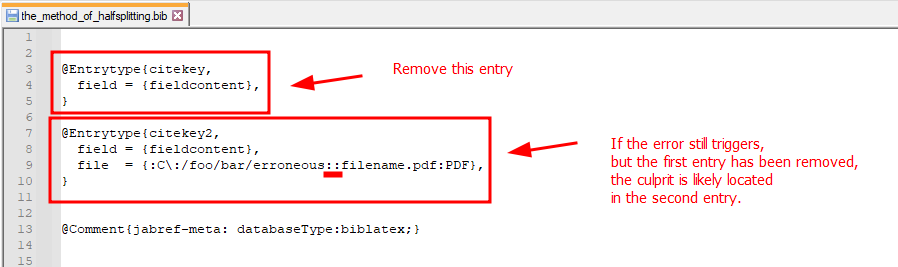 the_method_of_halfsplitting.bib
1
2
3 @Entrytype{citekey,
4 field = {fieldcontent},
5 }
Remove this entry
6
7 @Entrytype{citekey2,
8 field = {fieldcontent},
9 file = {:C\:/foo/bar/erroneous::filename.pdf:PDF},
10 }
11
If the error still triggers,
but the first entry has been removed,
the culprit is likely located
in the second entry.
12
13 @Comment{jabref-meta: databaseType:biblatex;}
14
15